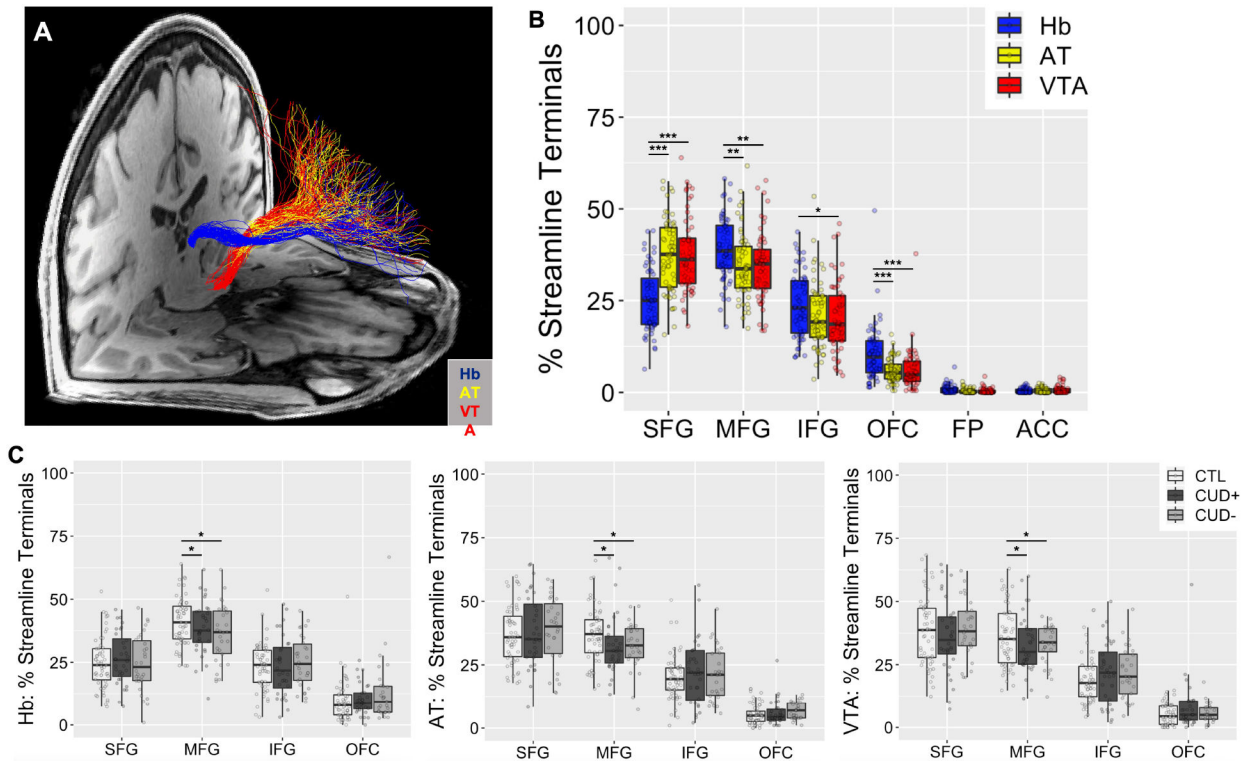 A
Hb
AT
VT
A
B
Hb
AT
VTA
% Streamline Terminals
100
75
50
25
0
*** ** * ***
*** ** ***
SFG MFG IFG OFC FP ACC
C
Hb: % Streamline Terminals
100
75
50
25
0
*
*
SFG MFG IFG OFC
AT: % Streamline Terminals
100
75
50
25
0
*
*
SFG MFG IFG OFC
VTA: % Streamline Terminals
100
75
50
25
0
*
*
SFG MFG IFG OFC
CTL
CUD+
CUD-